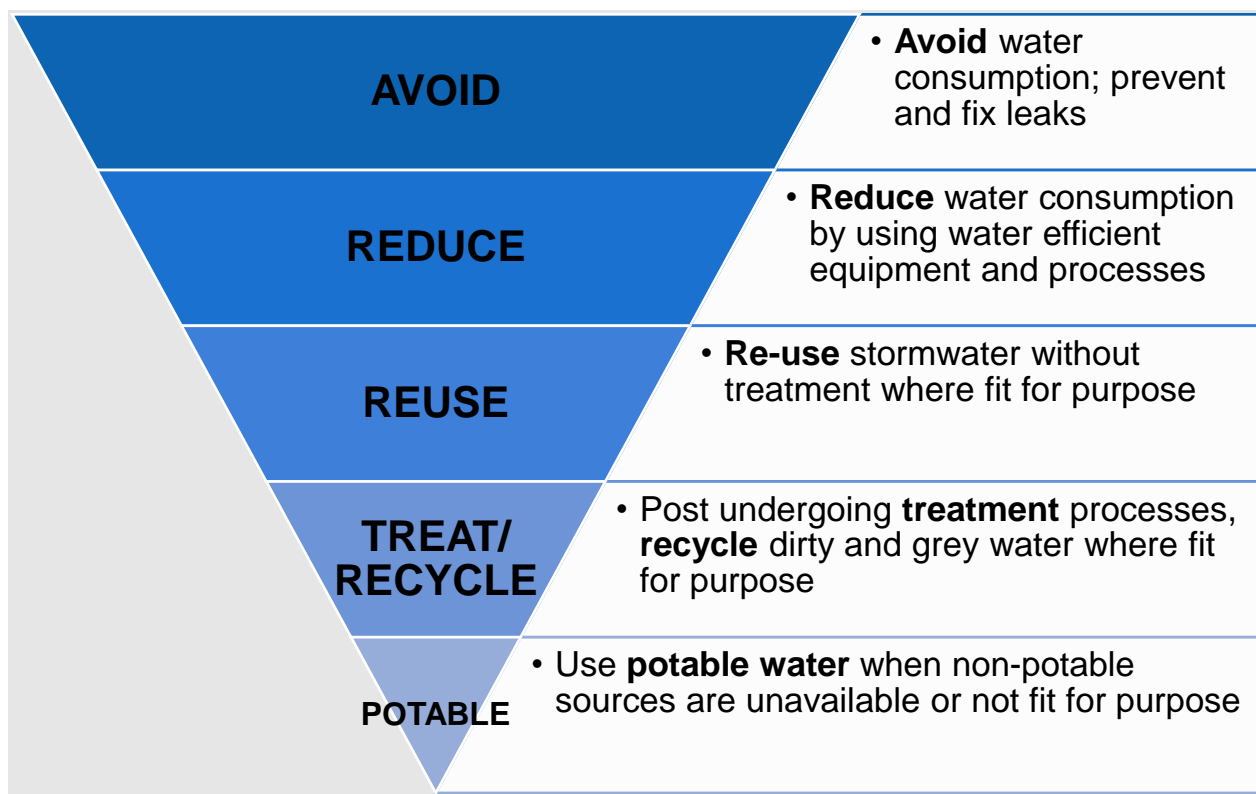 AVOID
• Avoid water
consumption; prevent
and fix leaks
REDUCE
• Reduce water consumption
by using water efficient
equipment and processes
REUSE
• Re-use stormwater without
treatment where fit for purpose
TREAT/
RECYCLE
• Post undergoing treatment processes,
recycle dirty and grey water where fit
for purpose
POTABLE
• Use potable water when non-potable
sources are unavailable or not fit for purpose